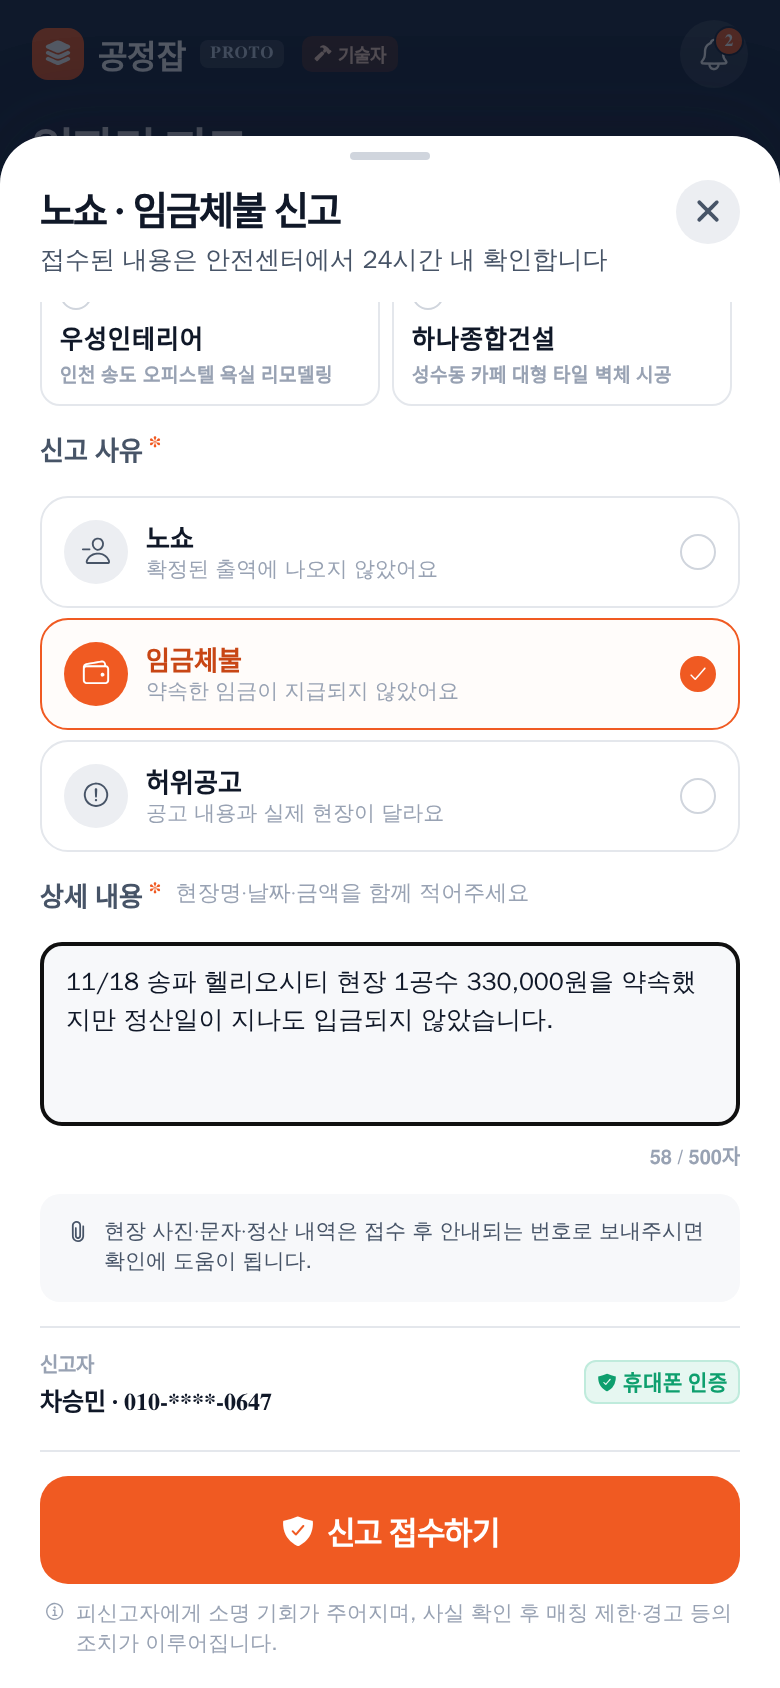 공정잡 PROTO 기술자 2
노쇼 · 임금체불 신고
접수된 내용은 안전센터에서 24시간 내 확인합니다
우성인테리어
인천 송도 오피스텔 욕실 리모델링
하나종합건설
성수동 카페 대형 타일 벽체 시공
신고 사유 *
노쇼
확정된 출역에 나오지 않았어요
임금체불
약속한 임금이 지급되지 않았어요
허위공고
공고 내용과 실제 현장이 달라요
상세 내용 * 현장명·날짜·금액을 함께 적어주세요
11/18 송파 헬리오시티 현장 1공수 330,000원을 약속했
지만 정산일이 지나도 입금되지 않았습니다.
58 / 500자
현장 사진·문자·정산 내역은 접수 후 안내되는 번호로 보내주시면
확인에 도움이 됩니다.
신고자
차승민 · 010-****-0647
휴대폰 인증
신고 접수하기
피신고자에게 소명 기회가 주어지며, 사실 확인 후 매칭 제한·경고 등의
조치가 이루어집니다.